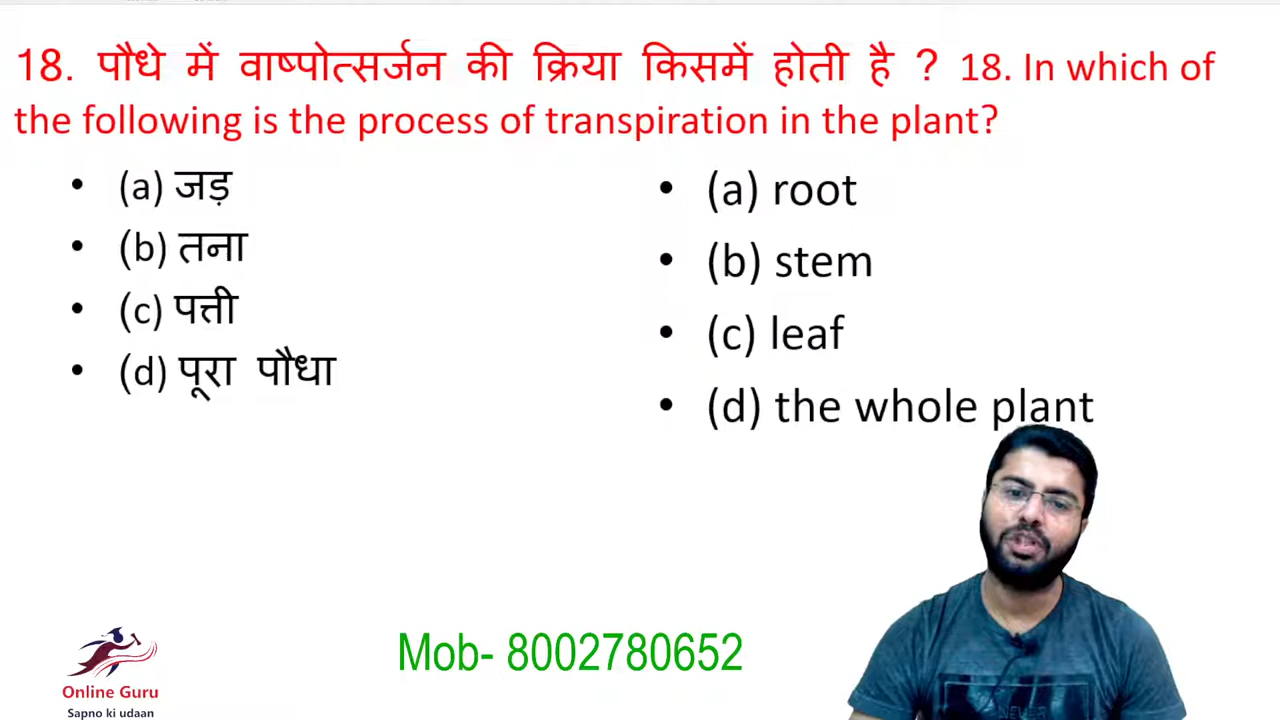 18. पौधे में वाष्पोत्सर्जन की क्रिया किसमें होती है ? 18. In which of
the following is the process of transpiration in the plant?
• (a) जड़
• (b) तना
• (c) पत्ती
• (d) पूरा पौधा
• (a) root
• (b) stem
• (c) leaf
• (d) the whole plant
Mob- 8002780652
Online Guru
Sapno ki udaan
NEVER